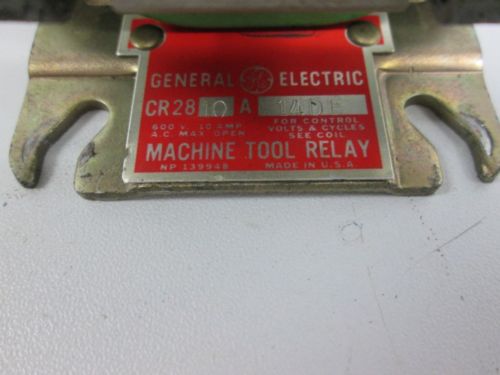 GENERAL GE ELECTRIC
CR28 10 A 14DE
600 V. 10 AMP
A.C. MAX. OPEN
FOR CONTROL
VOLTS & CYCLES
SEE COIL
MACHINE TOOL RELAY
NP 139948 MADE IN U.S.A.